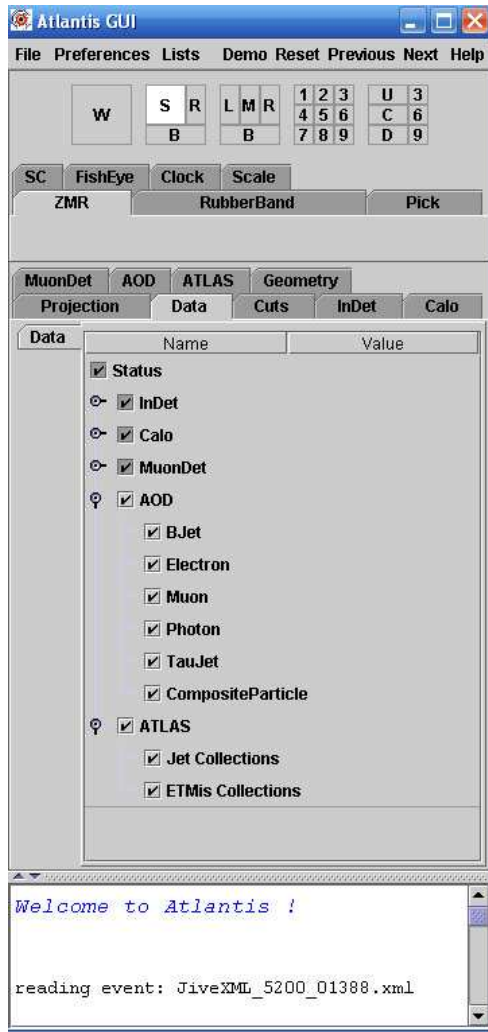 Atlantis GUI
File Preferences Lists Demo Reset Previous Next Help
W S R L M R 1 2 3 U 3
4 5 6 C 6
B B 7 8 9 D 9
SC FishEye Clock Scale
ZMR RubberBand Pick
MuonDet AOD ATLAS Geometry
Projection Data Cuts InDet Calo
Data Name Value
Status
InDet
Calo
MuonDet
AOD
BJet
Electron
Muon
Photon
TauJet
CompositeParticle
ATLAS
Jet Collections
ETMis Collections
Welcome to Atlantis !
reading event: JiveXML_5200_01388.xml